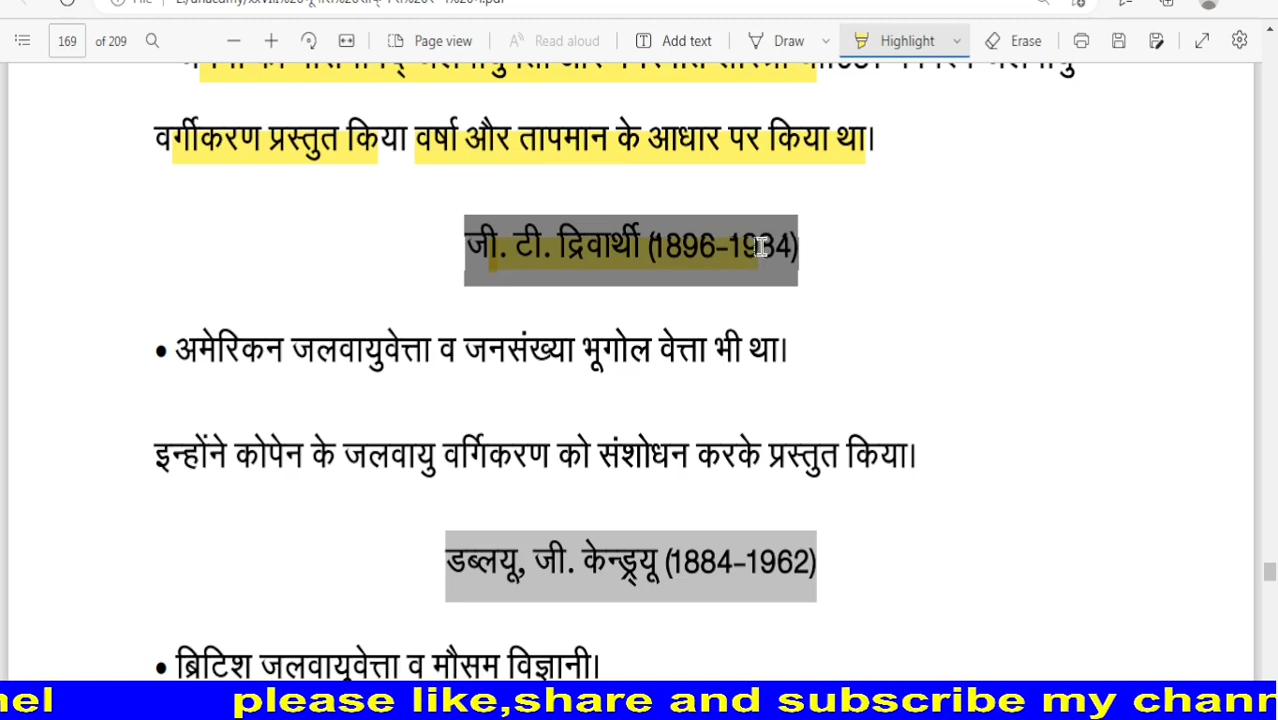 File
169 of 209 Page view Read aloud Add text Draw Highlight Erase
वर्गीकरण प्रस्तुत किया वर्षा और तापमान के आधार पर किया था।
जी. टी. द्रिवार्थी (1896-1984)
• अमेरिकन जलवायुवेत्ता व जनसंख्या भूगोल वेत्ता भी था।
इन्होंने कोपेन के जलवायु वर्गिकरण को संशोधन करके प्रस्तुत किया।
डब्लयू, जी. केन्ड्र्यू (1884-1962)
• ब्रिटिश जलवायुवेत्ता व मौसम विज्ञानी।
nel please like,share and subscribe my chann